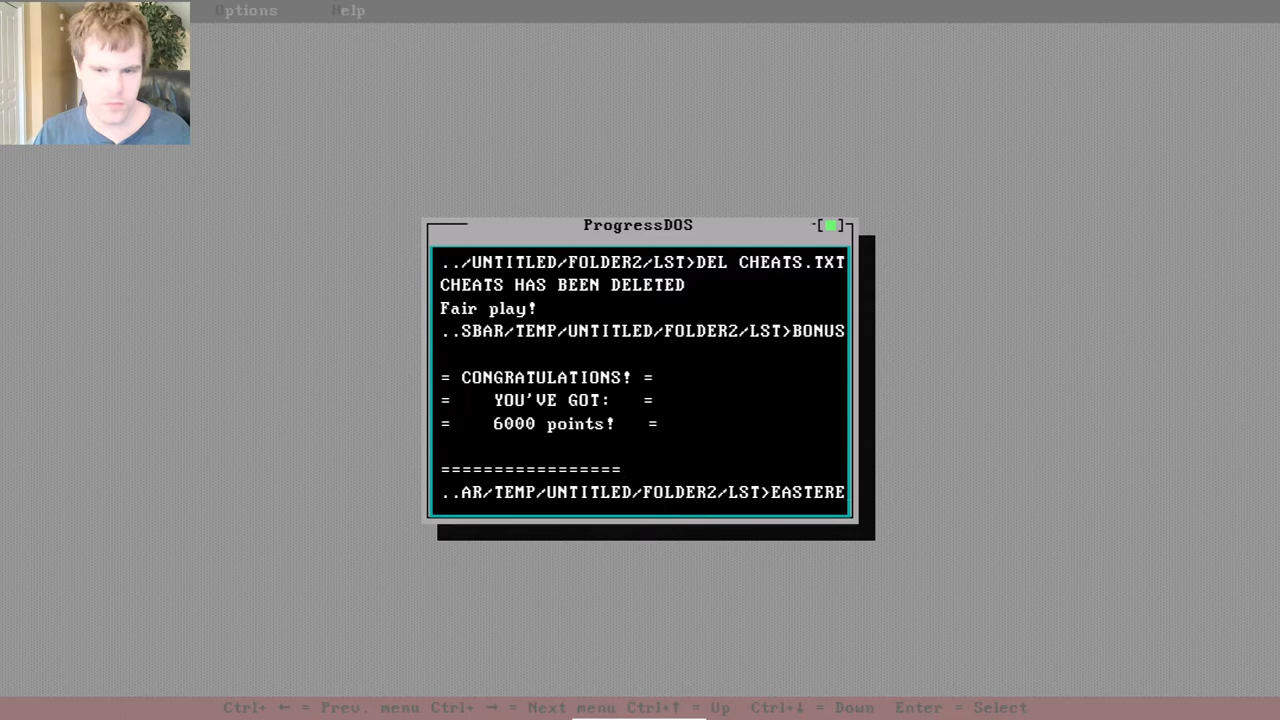 Options Help
ProgressDOS
-[ ]
../UNTITLED/FOLDER2/LST>DEL CHEATS.TXT
CHEATS HAS BEEN DELETED
Fair play!
..SBAR/TEMP/UNTITLED/FOLDER2/LST>BONUS
= CONGRATULATIONS! =
= YOU'VE GOT: =
= 6000 points! =
=================
..AR/TEMP/UNTITLED/FOLDER2/LST>EASTERE
Ctrl+ ← = Prev. menu Ctrl+ → = Next menu Ctrl+↑ = Up Ctrl+↓ = Down Enter = Select